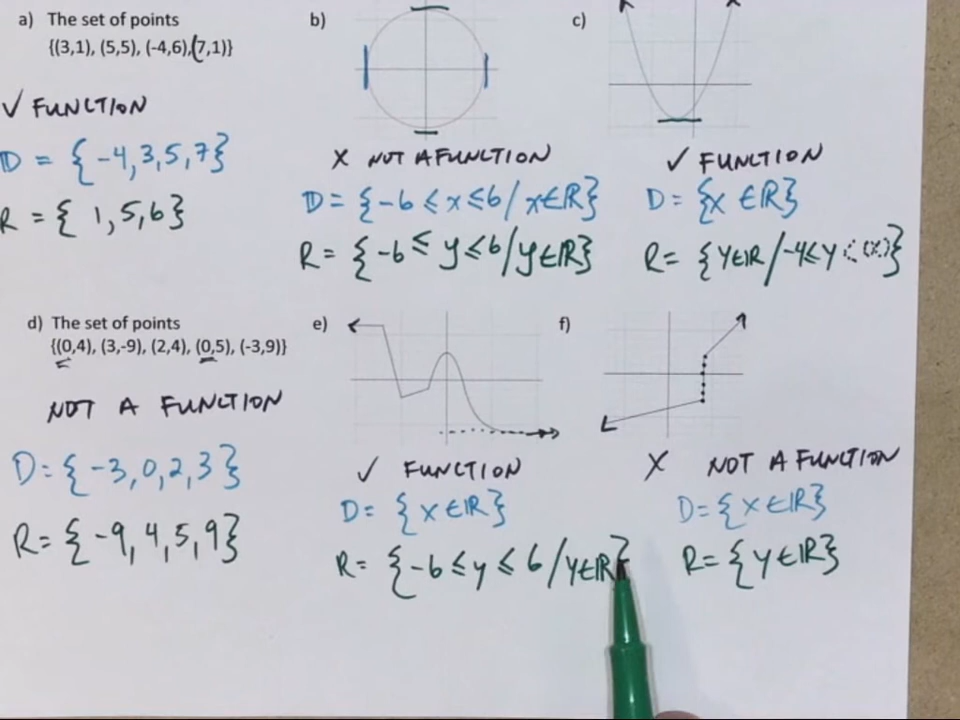 a) The set of points
{(3,1), (5,5), (-4,6),(7,1)}
✓ FUNCTION
D = { -4,3,5,7}
R = { 1,5,6}
b)
X NOT A FUNCTION
D = {-6 ≤ x ≤ 6 / x∈ℝ}
R = {-6 ≤ y ≤ 6 / y∈ℝ}
c)
✓ FUNCTION
D = {x ∈ℝ}
R = {y∈ℝ / -4≤y
d) The set of points
{(0,4), (3,-9), (2,4), (0,5), (-3,9)}
NOT A FUNCTION
D = {-3,0,2,3}
R = {-9,4,5,9}
e)
✓ FUNCTION
D = {x∈ℝ}
R = {-6 ≤ y ≤ 6 / y∈ℝ}
f)
X NOT A FUNCTION
D = {x∈ℝ}
R = {y∈ℝ}